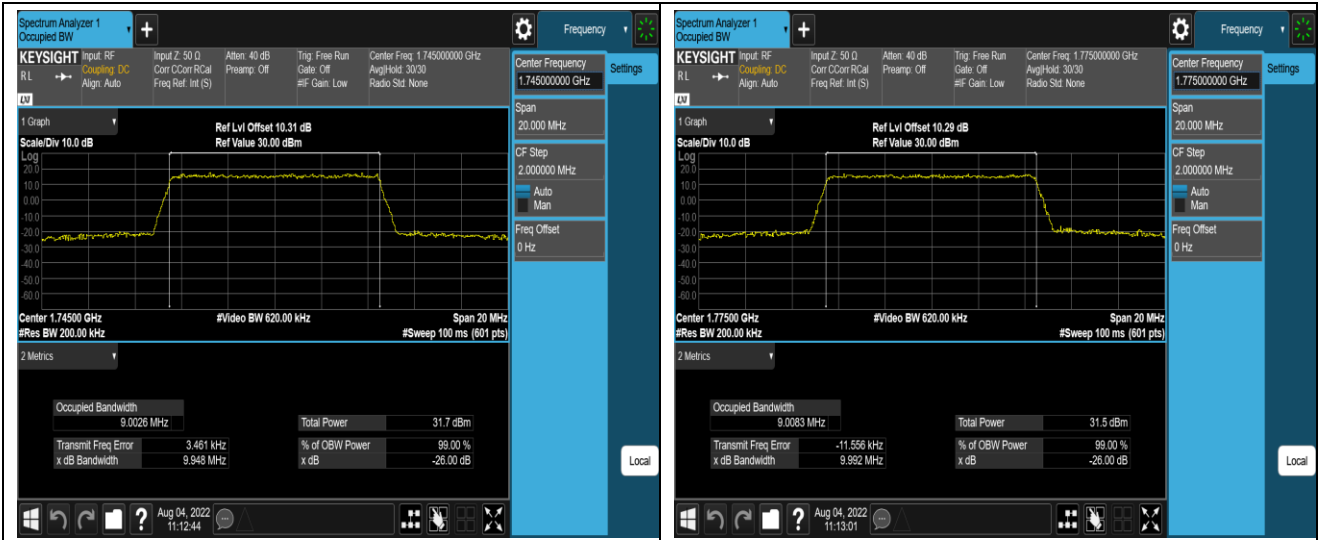 Spectrum Analyzer 1
Occupied BW
+
Frequency
KEYSIGHT
Input: RF
Coupling: DC
Align: Auto
Input Z: 50 Ω
Corr CCorr RCal
Freq Ref: Int (S)
Atten: 40 dB
Preamp: Off
Trig: Free Run
Gate: Off
#IF Gain: Low
Center Freq: 1.745000000 GHz
Avg|Hold: 30/30
Radio Std: None
RL
LXI
Center Frequency
1.745000000 GHz
Settings
Span
20.000 MHz
CF Step
2.000000 MHz
Auto
Man
Freq Offset
0 Hz
Local
1 Graph
Scale/Div 10.0 dB
Ref Lvl Offset 10.31 dB
Ref Value 30.00 dBm
Log
20.0
10.0
0.00
-10.0
-20.0
-30.0
-40.0
-50.0
-60.0
Center 1.74500 GHz
#Video BW 620.00 kHz
Span 20 MHz
#Res BW 200.00 kHz
#Sweep 100 ms (601 pts)
2 Metrics
Occupied Bandwidth
9.0026 MHz
Total Power 31.7 dBm
Transmit Freq Error 3.461 kHz
% of OBW Power 99.00 %
x dB Bandwidth 9.948 MHz
x dB -26.00 dB
?
Aug 04, 2022
11:12:44
Spectrum Analyzer 1
Occupied BW
+
Frequency
KEYSIGHT
Input: RF
Coupling: DC
Align: Auto
Input Z: 50 Ω
Corr CCorr RCal
Freq Ref: Int (S)
Atten: 40 dB
Preamp: Off
Trig: Free Run
Gate: Off
#IF Gain: Low
Center Freq: 1.775000000 GHz
Avg|Hold: 30/30
Radio Std: None
RL
LXI
Center Frequency
1.775000000 GHz
Settings
Span
20.000 MHz
CF Step
2.000000 MHz
Auto
Man
Freq Offset
0 Hz
Local
1 Graph
Scale/Div 10.0 dB
Ref Lvl Offset 10.29 dB
Ref Value 30.00 dBm
Log
20.0
10.0
0.00
-10.0
-20.0
-30.0
-40.0
-50.0
-60.0
Center 1.77500 GHz
#Video BW 620.00 kHz
Span 20 MHz
#Res BW 200.00 kHz
#Sweep 100 ms (601 pts)
2 Metrics
Occupied Bandwidth
9.0083 MHz
Total Power 31.5 dBm
Transmit Freq Error -11.556 kHz
% of OBW Power 99.00 %
x dB Bandwidth 9.992 MHz
x dB -26.00 dB
?
Aug 04, 2022
11:13:01